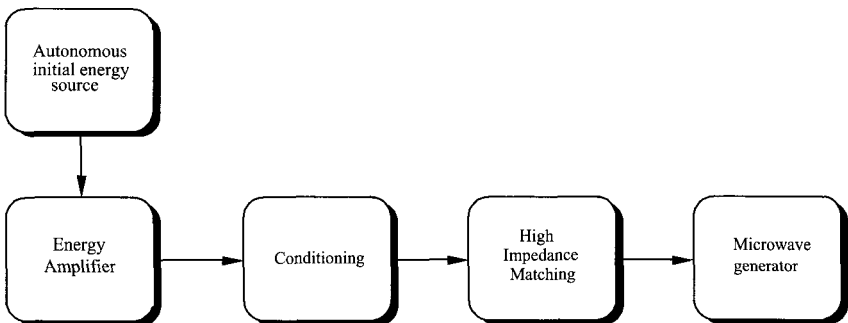 Autonomous
initial energy
source
Energy
Amplifier
Conditioning
High
Impedance
Matching
Microwave
generator